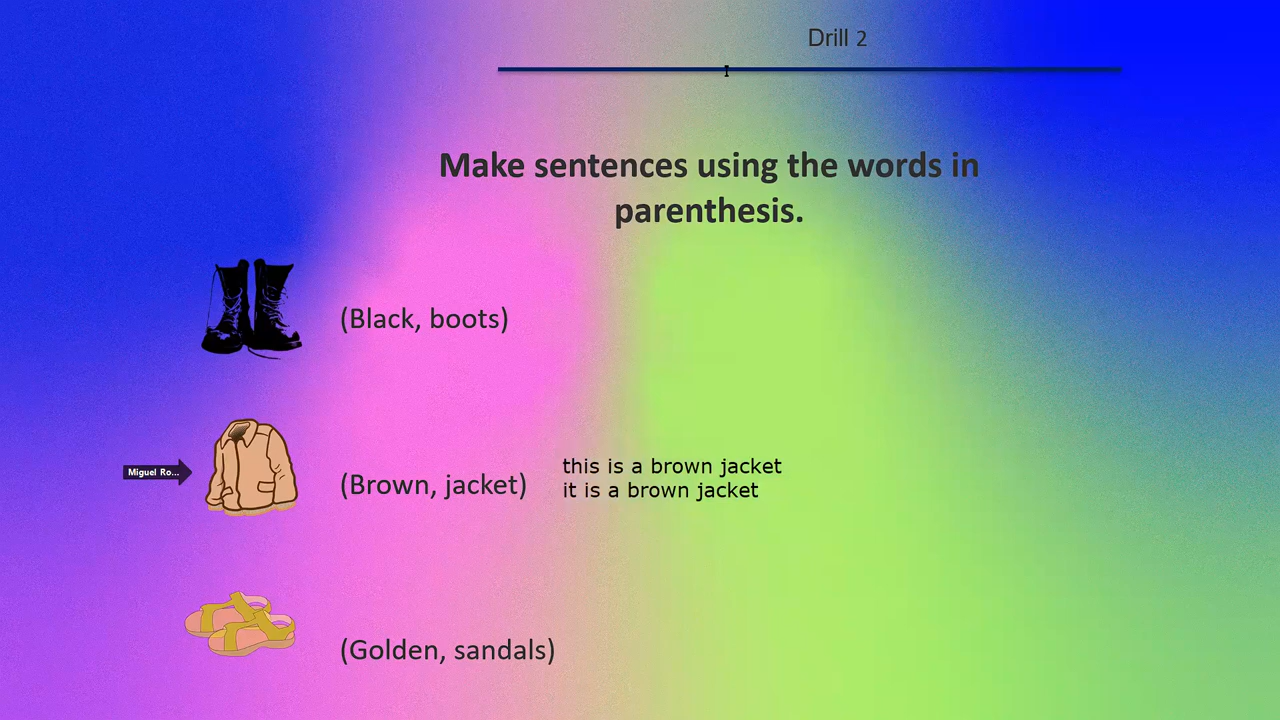 Drill 2
Make sentences using the words in
parenthesis.
(Black, boots)
Miguel Ro...
(Brown, jacket)
this is a brown jacket
it is a brown jacket
(Golden, sandals)